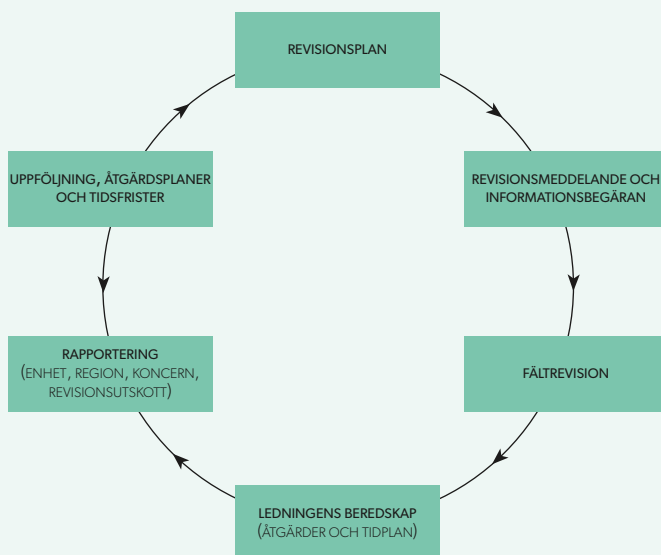 REVISIONSPLAN
REVISIONSMEDDELANDE OCH
INFORMATIONSBEGÄRAN
FÄLTREVISION
LEDNINGENS BEREDSKAP
(ÅTGÄRDER OCH TIDPLAN)
RAPPORTERING
(ENHET, REGION, KONCERN,
REVISIONSUTSKOTT)
UPPFÖLJNING, ÅTGÄRDSPLANER
OCH TIDSFRISTER